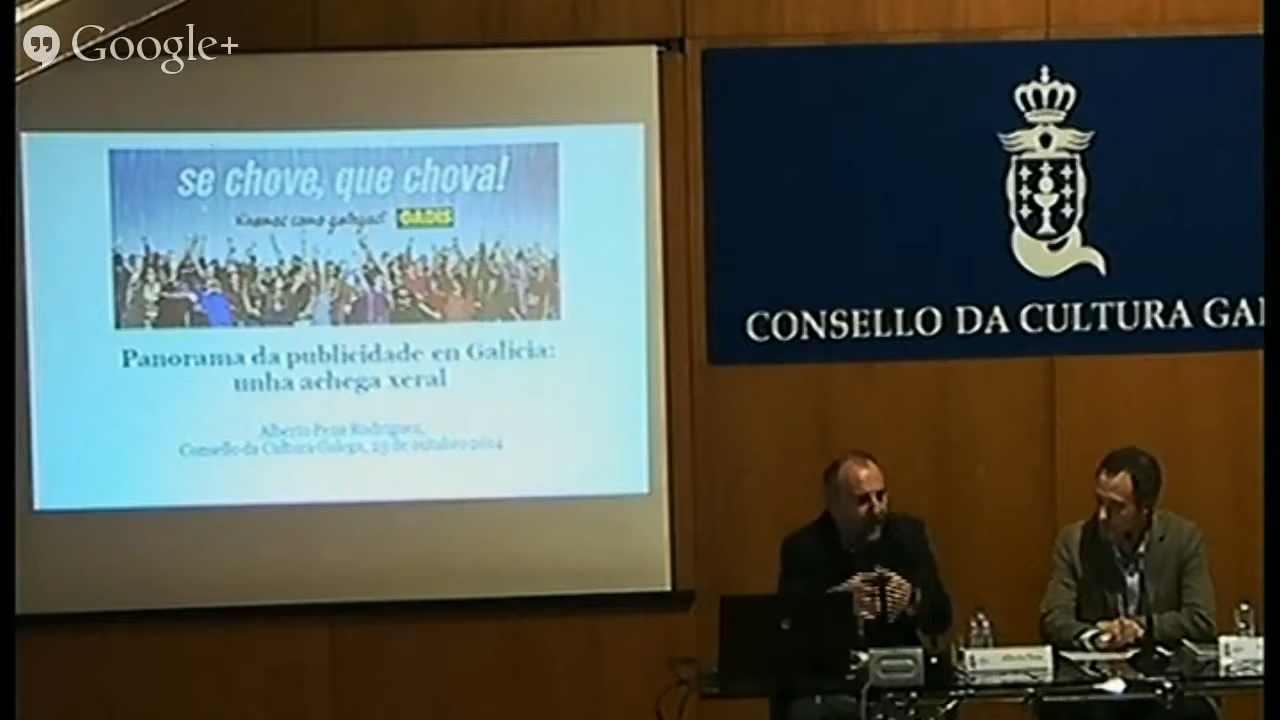 Google+
se chove, que chova!
Vivamos como galegos! GADIS
Panorama da publicidade en Galicia:
unha achega xeral
Alberto Pena Rodríguez,
Consello da Cultura Galega, 23 de outubro 2014
CONSELLO DA CULTURA GA